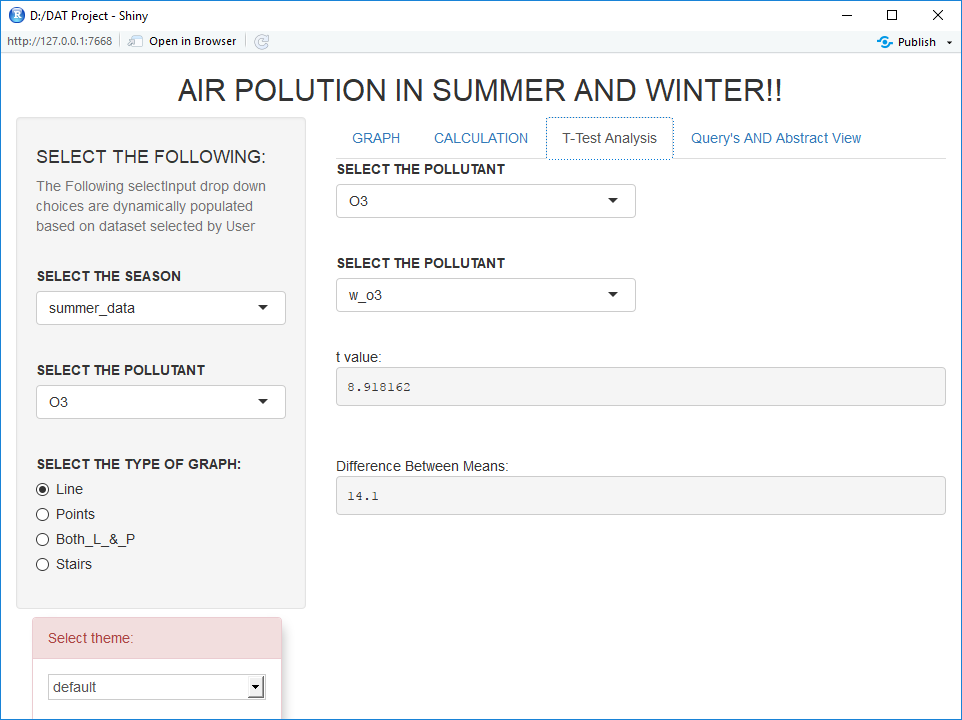 D:/DAT Project - Shiny
http://127.0.0.1:7668 Open in Browser Publish
AIR POLUTION IN SUMMER AND WINTER!!
SELECT THE FOLLOWING:
The Following selectInput drop down
choices are dynamically populated
based on dataset selected by User
SELECT THE SEASON
summer_data
SELECT THE POLLUTANT
O3
SELECT THE TYPE OF GRAPH:
Line
Points
Both_L_&_P
Stairs
Select theme:
default
GRAPH CALCULATION T-Test Analysis Query's AND Abstract View
SELECT THE POLLUTANT
O3
SELECT THE POLLUTANT
w_o3
t value:
8.918162
Difference Between Means:
14.1